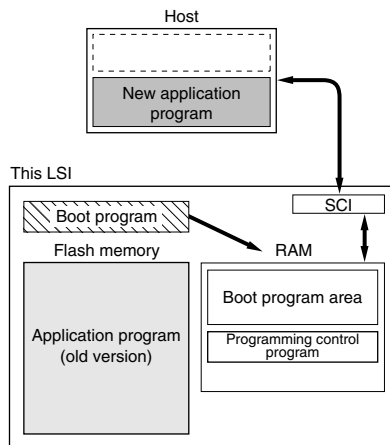 Host
New application
program
This LSI
SCI
Boot program
Flash memory
RAM
Application program
(old version)
Boot program area
Programming control
program